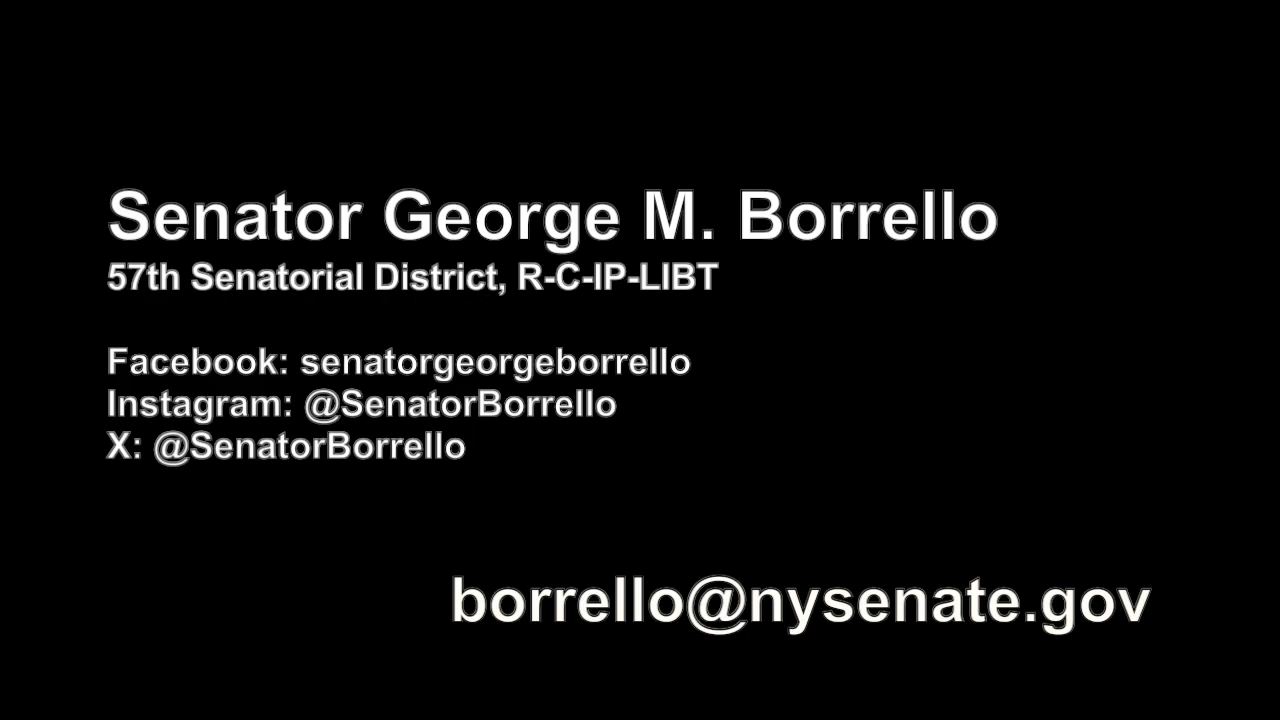 Senator George M. Borrello
57th Senatorial District, R-C-IP-LIBT
Facebook: senatorgeorgeborrello
Instagram: @SenatorBorrello
X: @SenatorBorrello
borrello@nysenate.gov